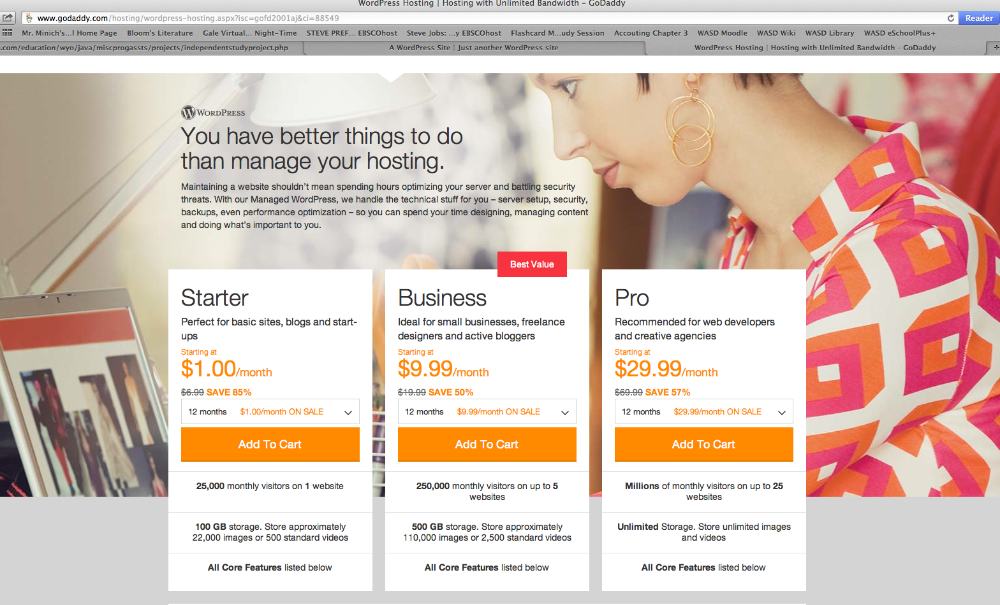 WordPress Hosting | Hosting with Unlimited Bandwidth – GoDaddy
www.godaddy.com/hosting/wordpress-hosting.aspx?isc=gofd2001aj&ci=88549
Reader
Mr. Minich's...l Home Page Bloom's Literature Gale Virtual... Night-Time STEVE PREF... EBSCOhost Steve Jobs: ...y EBSCOhost Flashcard M...udy Session Accouting Chapter 3 WASD Moodle WASD Wiki WASD Library WASD eSchoolPlus+
.com/education/wyo/java/miscprogassts/projects/independentstudyproject.php A WordPress Site | Just another WordPress site WordPress Hosting | Hosting with Unlimited Bandwidth – GoDaddy
WORDPRESS
You have better things to do
than manage your hosting.
Maintaining a website shouldn't mean spending hours optimizing your server and battling security
threats. With our Managed WordPress, we handle the technical stuff for you – server setup, security,
backups, even performance optimization – so you can spend your time designing, managing content
and doing what's important to you.
Starter
Perfect for basic sites, blogs and start-
ups
Starting at
$1.00/month
$6.99 SAVE 85%
12 months $1.00/month ON SALE
Add To Cart
25,000 monthly visitors on 1 website
100 GB storage. Store approximately
22,000 images or 500 standard videos
All Core Features listed below
Best Value
Business
Ideal for small businesses, freelance
designers and active bloggers
Starting at
$9.99/month
$19.99 SAVE 50%
12 months $9.99/month ON SALE
Add To Cart
250,000 monthly visitors on up to 5
websites
500 GB storage. Store approximately
110,000 images or 2,500 standard videos
All Core Features listed below
Pro
Recommended for web developers
and creative agencies
Starting at
$29.99/month
$69.99 SAVE 57%
12 months $29.99/month ON SALE
Add To Cart
Millions of monthly visitors on up to 25
websites
Unlimited Storage. Store unlimited images
and videos
All Core Features listed below